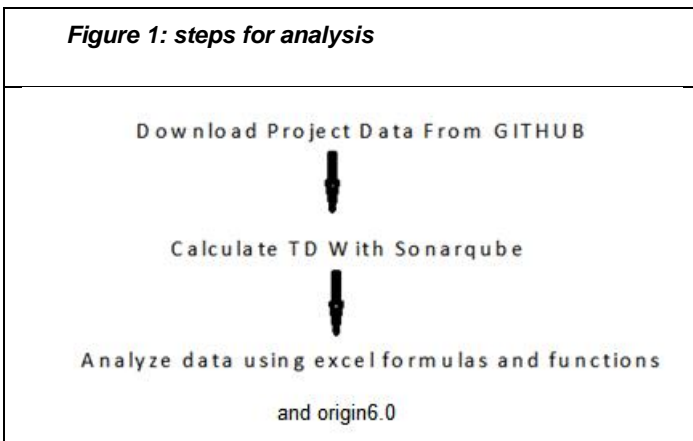 Figure 1: steps for analysis
Download Project Data From GITHUB
Calculate TD With Sonarqube
Analyze data using excel formulas and functions
and origin6.0